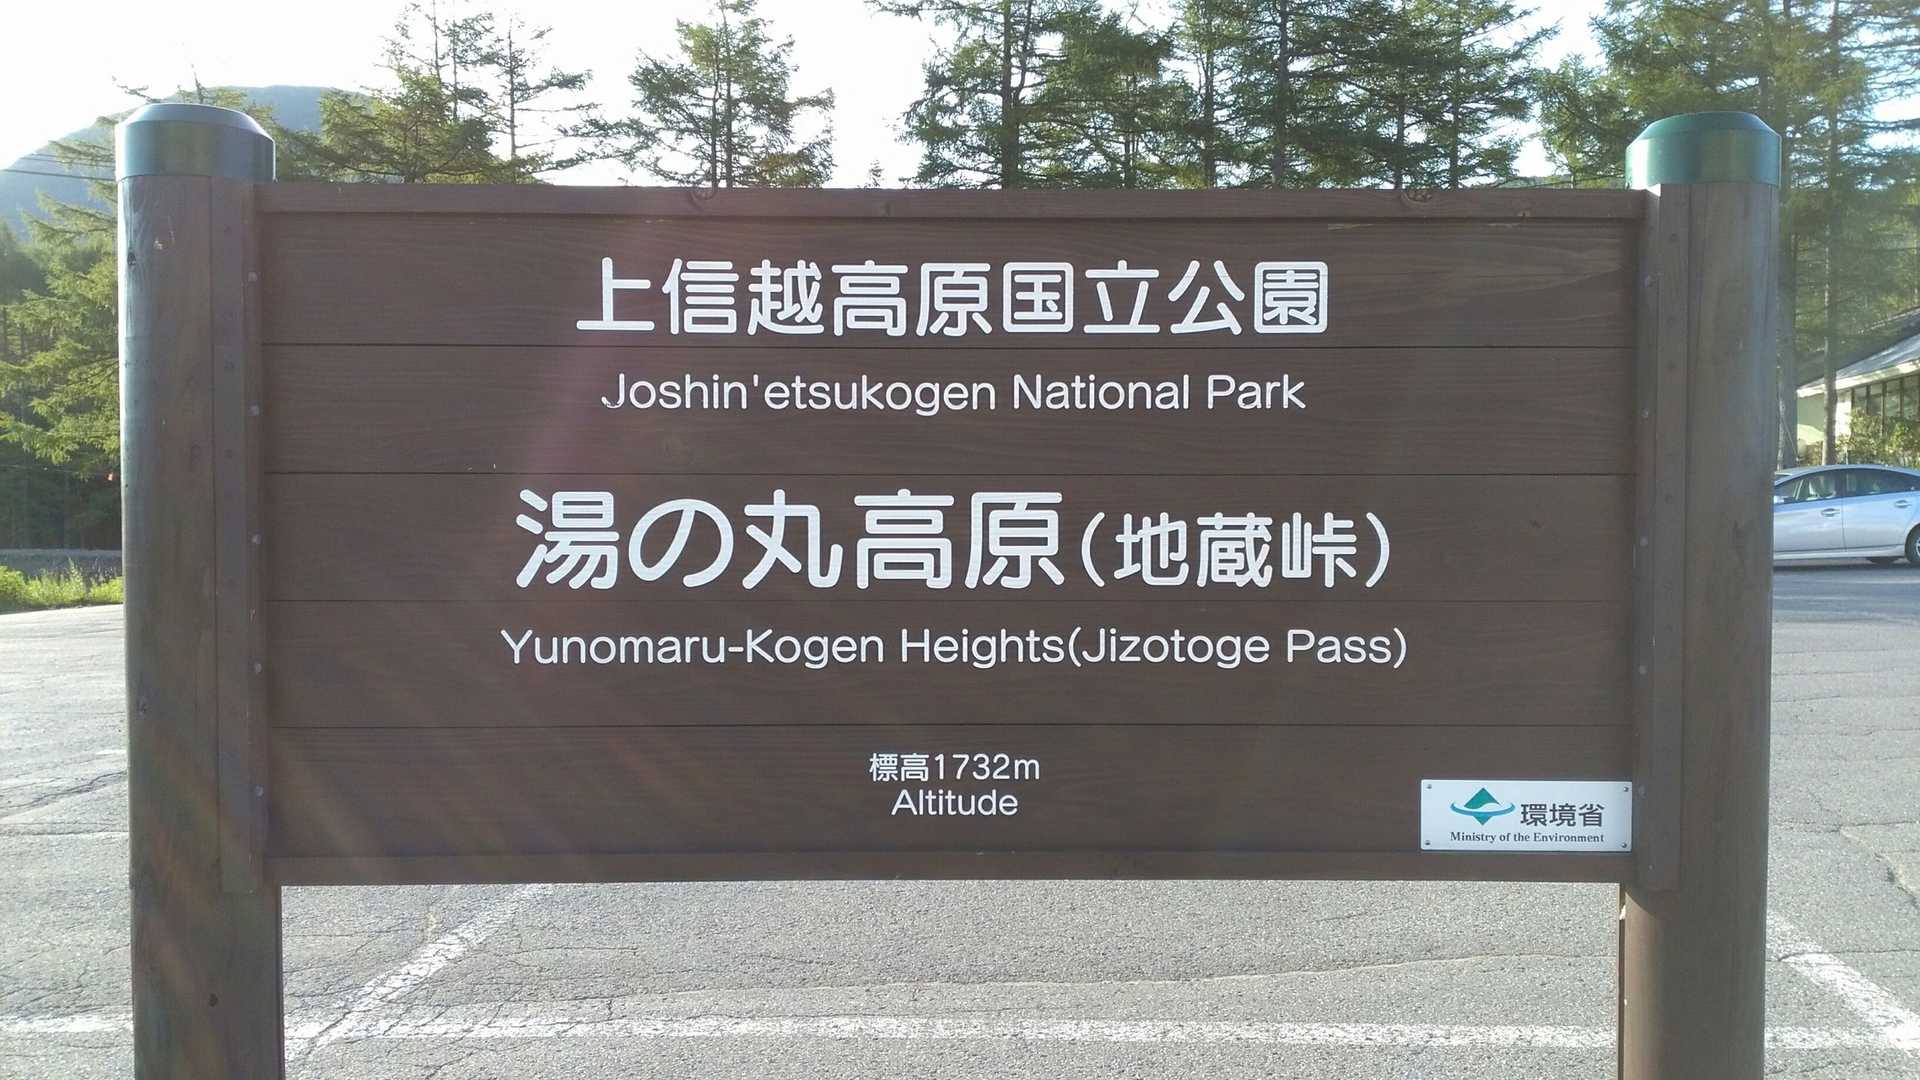 上信越高原国立公園
Joshin'etsukogen National Park
湯の丸高原(地蔵峠)
Yunomaru-Kogen Heights(Jizotoge Pass)
標高1732m
Altitude
環境省
Ministry of the Environment